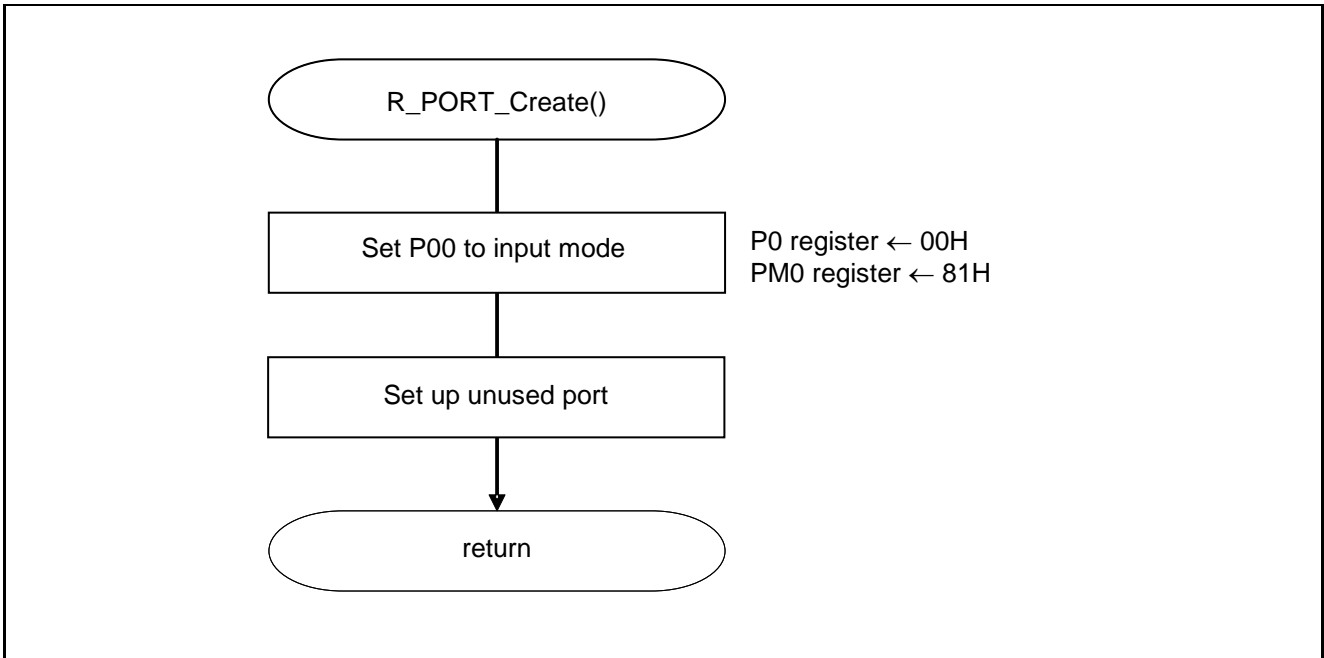 R_PORT_Create()
Set P00 to input mode
P0 register ← 00H
PM0 register ← 81H
Set up unused port
return